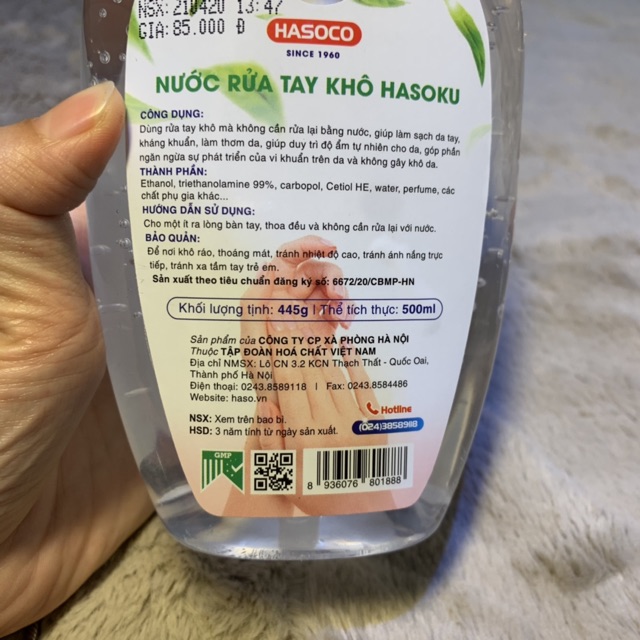 NSX: 210420 13:47
GIA: 85.000 Đ
HASOCO
SINCE 1960
NƯỚC RỬA TAY KHÔ HASOKU
CÔNG DỤNG:
Dùng rửa tay khô mà không cần rửa lại bằng nước, giúp làm sạch da tay,
kháng khuẩn, làm thơm da, giúp duy trì độ ẩm tự nhiên cho da, góp phần
ngăn ngừa sự phát triển của vi khuẩn trên da và không gây khô da.
THÀNH PHẦN:
Ethanol, triethanolamine 99%, carbopol, Cetiol HE, water, perfume, các
chất phụ gia khác...
HƯỚNG DẪN SỬ DỤNG:
Cho một ít ra lòng bàn tay, thoa đều và không cần rửa lại với nước.
BẢO QUẢN:
Để nơi khô ráo, thoáng mát, tránh nhiệt độ cao, tránh ánh nắng trực
tiếp, tránh xa tầm tay trẻ em.
Sản xuất theo tiêu chuẩn đăng ký số: 6672/20/CBMP-HN
Khối lượng tịnh: 445g | Thể tích thực: 500ml
Sản phẩm của CÔNG TY CP XÀ PHÒNG HÀ NỘI
Thuộc TẬP ĐOÀN HOÁ CHẤT VIỆT NAM
Địa chỉ NMSX: Lô CN 3.2 KCN Thạch Thất - Quốc Oai,
Thành phố Hà Nội
Điện thoại: 0243.8589118 | Fax: 0243.8584486
Website: haso.vn
Hotline
(024)38589118
NSX: Xem trên bao bì.
HSD: 3 năm tính từ ngày sản xuất.
GMP
8 936076 801888